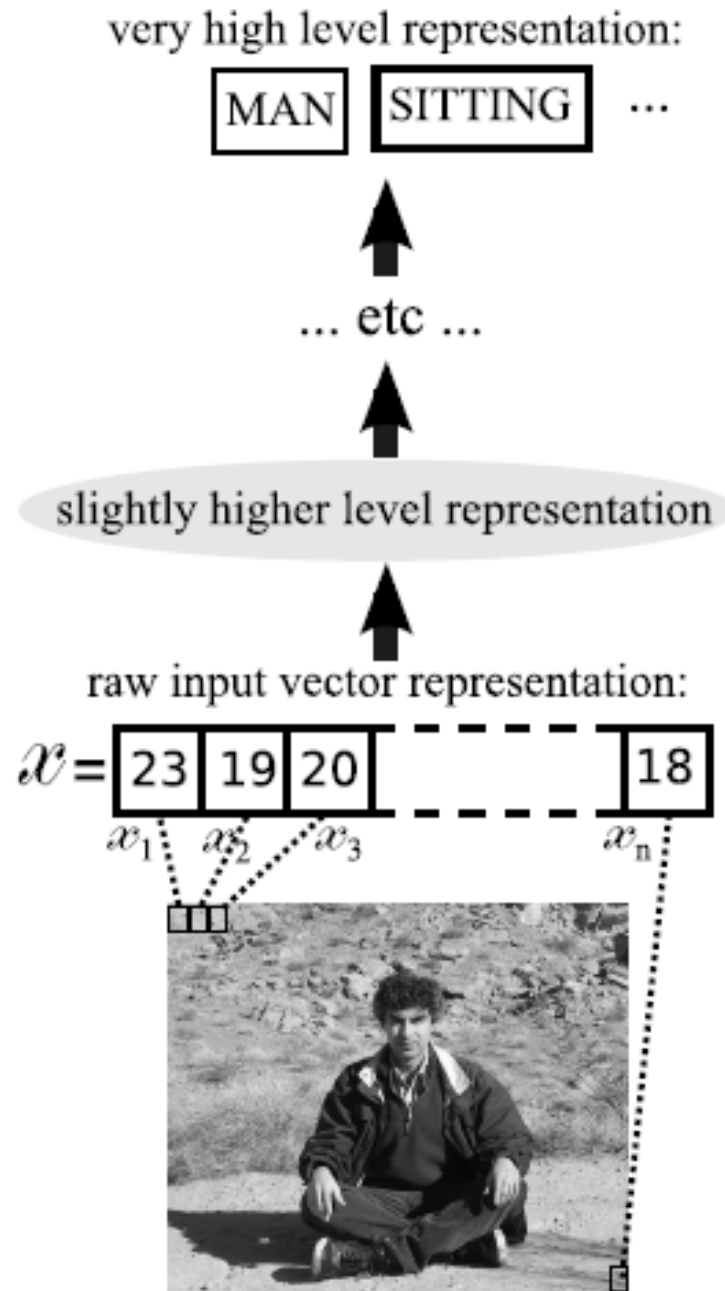 very high level representation:
MAN SITTING ...
... etc ...
slightly higher level representation
raw input vector representation:
x = 23 19 20 18
x1 x2 x3 xn